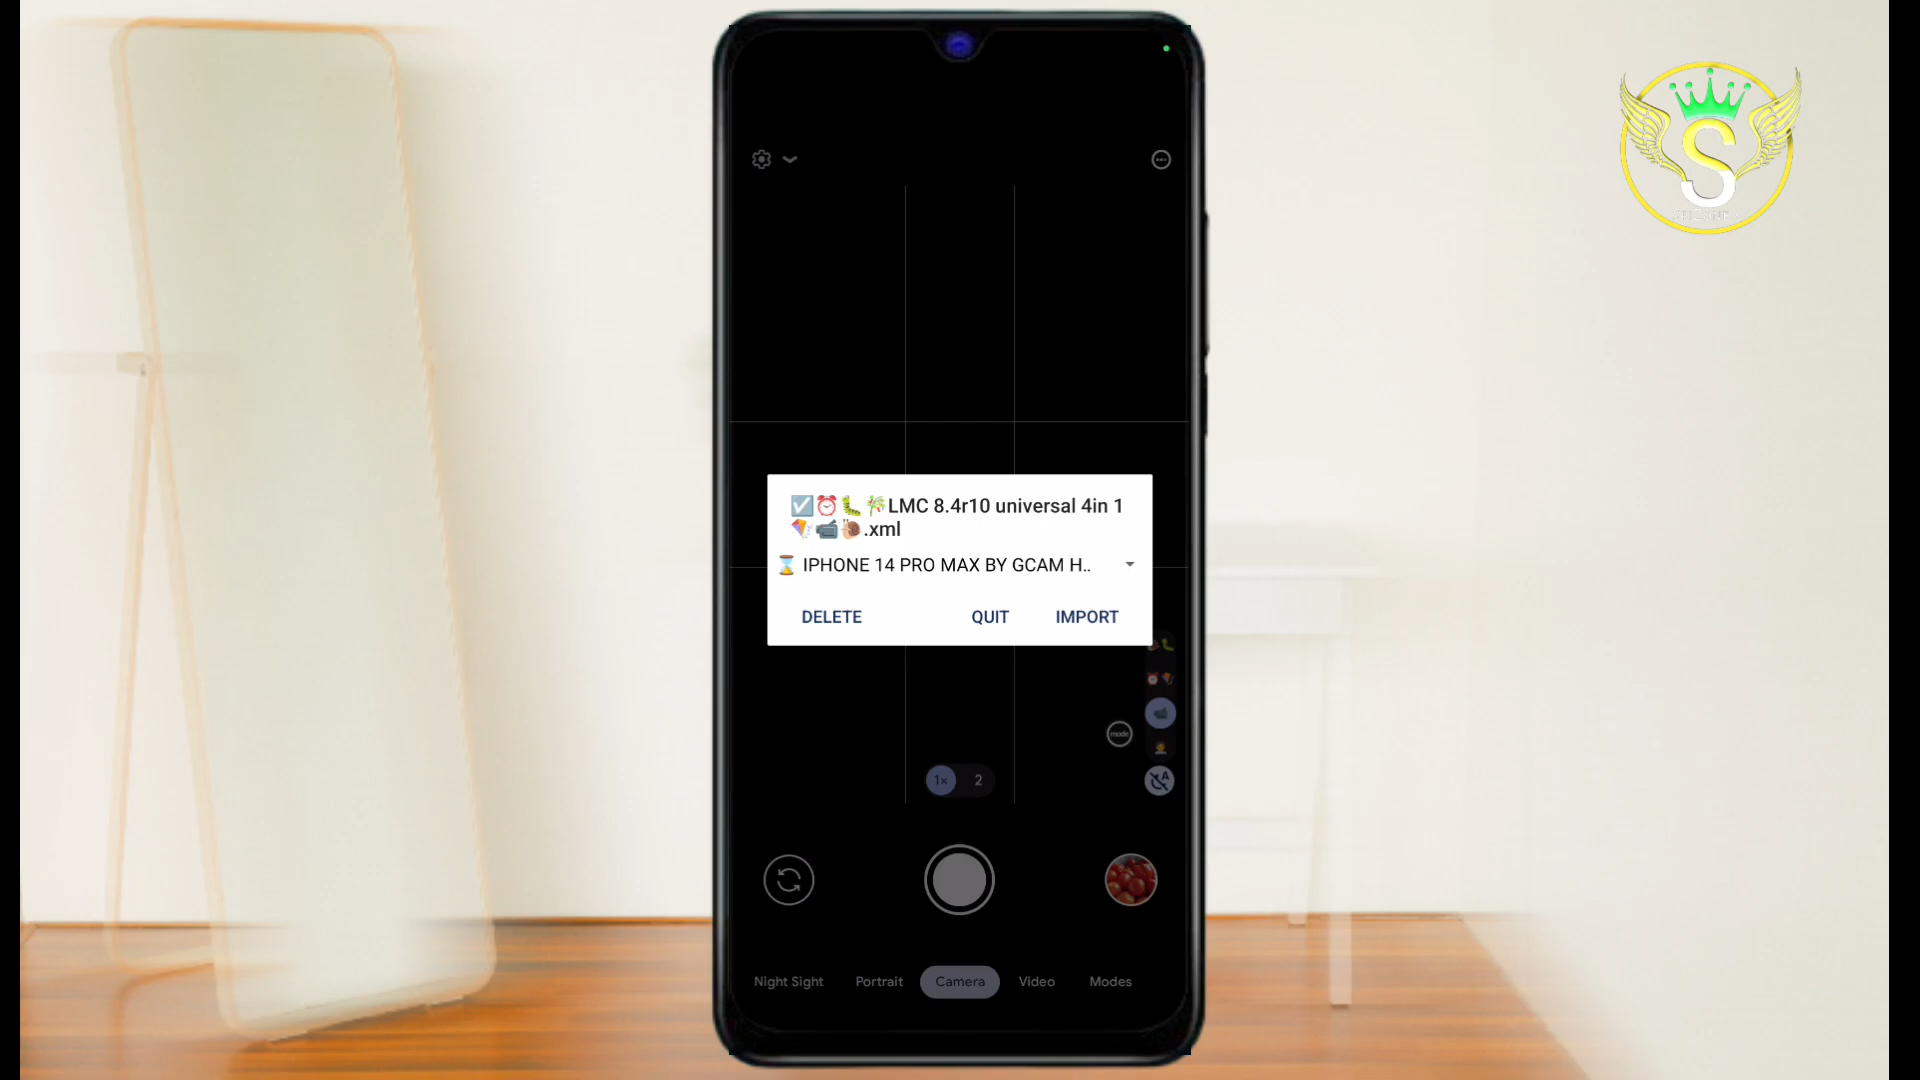 S
☑️⏰🐛🎋LMC 8.4r10 universal 4in 1
🪁📹🐌.xml
⌛ IPHONE 14 PRO MAX BY GCAM H..
DELETE QUIT IMPORT
mode
1× 2
Night Sight Portrait Camera Video Modes